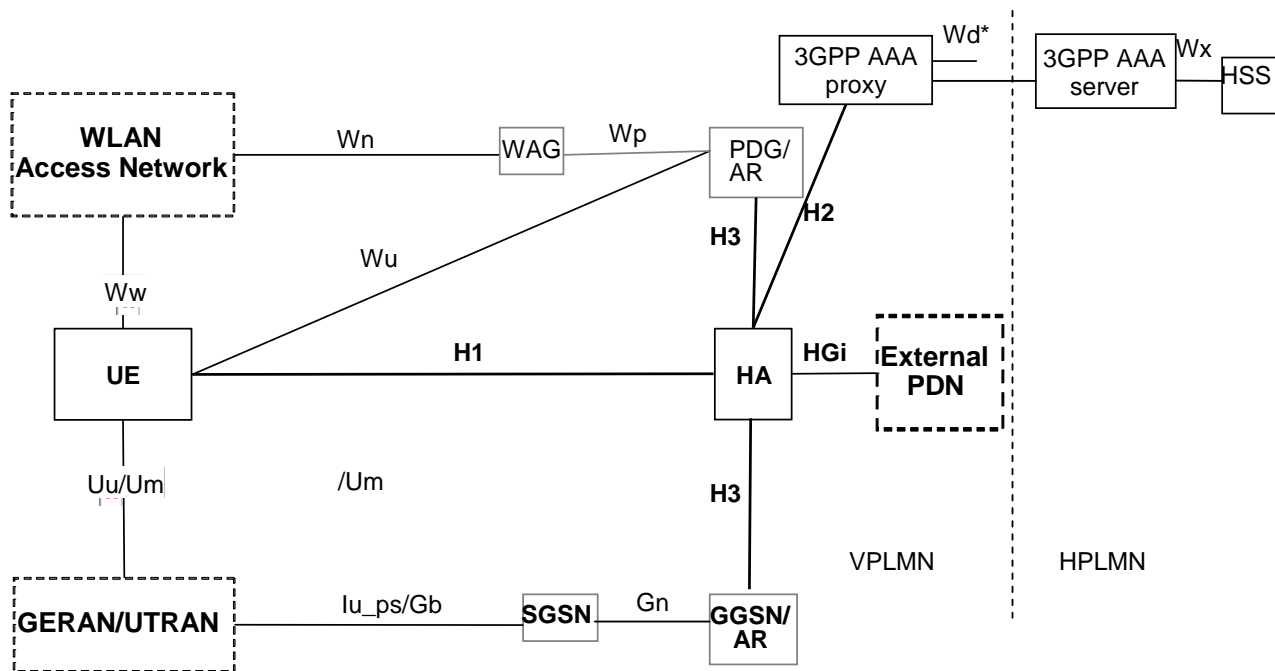 Wd*
3GPP AAA
proxy
3GPP AAA
server
Wx
HSS
WLAN
Access Network
Wn
WAG
Wp
PDG/
AR
H2
H3
Wu
Ww
UE
H1
HA
HGi
External
PDN
Uu/Um
/Um
H3
VPLMN
HPLMN
GERAN/UTRAN
Iu_ps/Gb
SGSN
Gn
GGSN/
AR